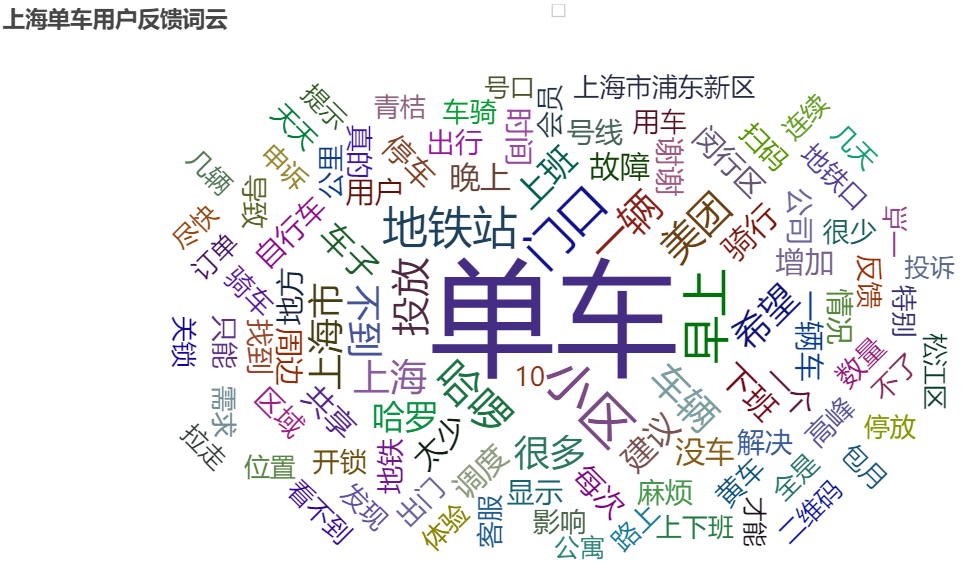 上海单车用户反馈词云
提示
青桔
车骑
号口
会员
上海市浦东新区
天天
真的
停车
出行
时间
号线
用车
谢谢
闵行区
扫码
连续
几天
几辆
申诉
公里
用户
晚上
上班
故障
地铁口
尽快
导致
自行车
车子
地铁站
门口
一辆
美团
骑行
公司
很少
一点
订单
骑车
地方
上海市
不到
投放
单车
早上
希望
增加
反馈
投诉
一辆车
情况
特别
关锁
只能
找到
周边
上海
哈啰
10
小区
车辆
下班
一个
数量
不了
松江区
需求
区域
共享
哈罗
太少
很多
建议
没车
解决
高峰
停放
拉走
位置
开锁
地铁
调度
显示
每次
麻烦
黄车
全是
包月
看不到
发现
出门
体验
客服
影响
公寓
路上
上下班
才能
二维码